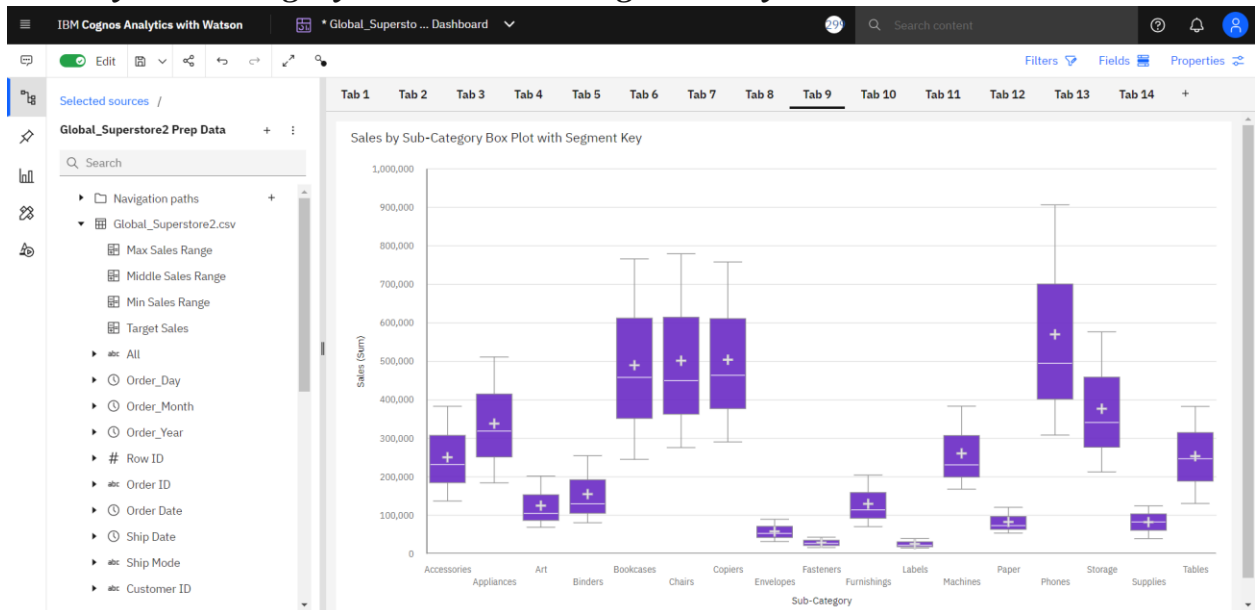 IBM Cognos Analytics with Watson
* Global_Supersto ... Dashboard
299
Search content
Edit
Filters
Fields
Properties
Selected sources /
Global_Superstore2 Prep Data
Search
Navigation paths
Global_Superstore2.csv
Max Sales Range
Middle Sales Range
Min Sales Range
Target Sales
abc All
Order_Day
Order_Month
Order_Year
# Row ID
abc Order ID
Order Date
Ship Date
abc Ship Mode
abc Customer ID
Tab 1 Tab 2 Tab 3 Tab 4 Tab 5 Tab 6 Tab 7 Tab 8 Tab 9 Tab 10 Tab 11 Tab 12 Tab 13 Tab 14 +
Sales by Sub-Category Box Plot with Segment Key
1,000,000
900,000
800,000
700,000
600,000
500,000
400,000
300,000
200,000
100,000
0
Sales (Sum)
Accessories Art Bookcases Copiers Fasteners Labels Paper Storage Tables
Appliances Binders Chairs Envelopes Furnishings Machines Phones Supplies
Sub-Category